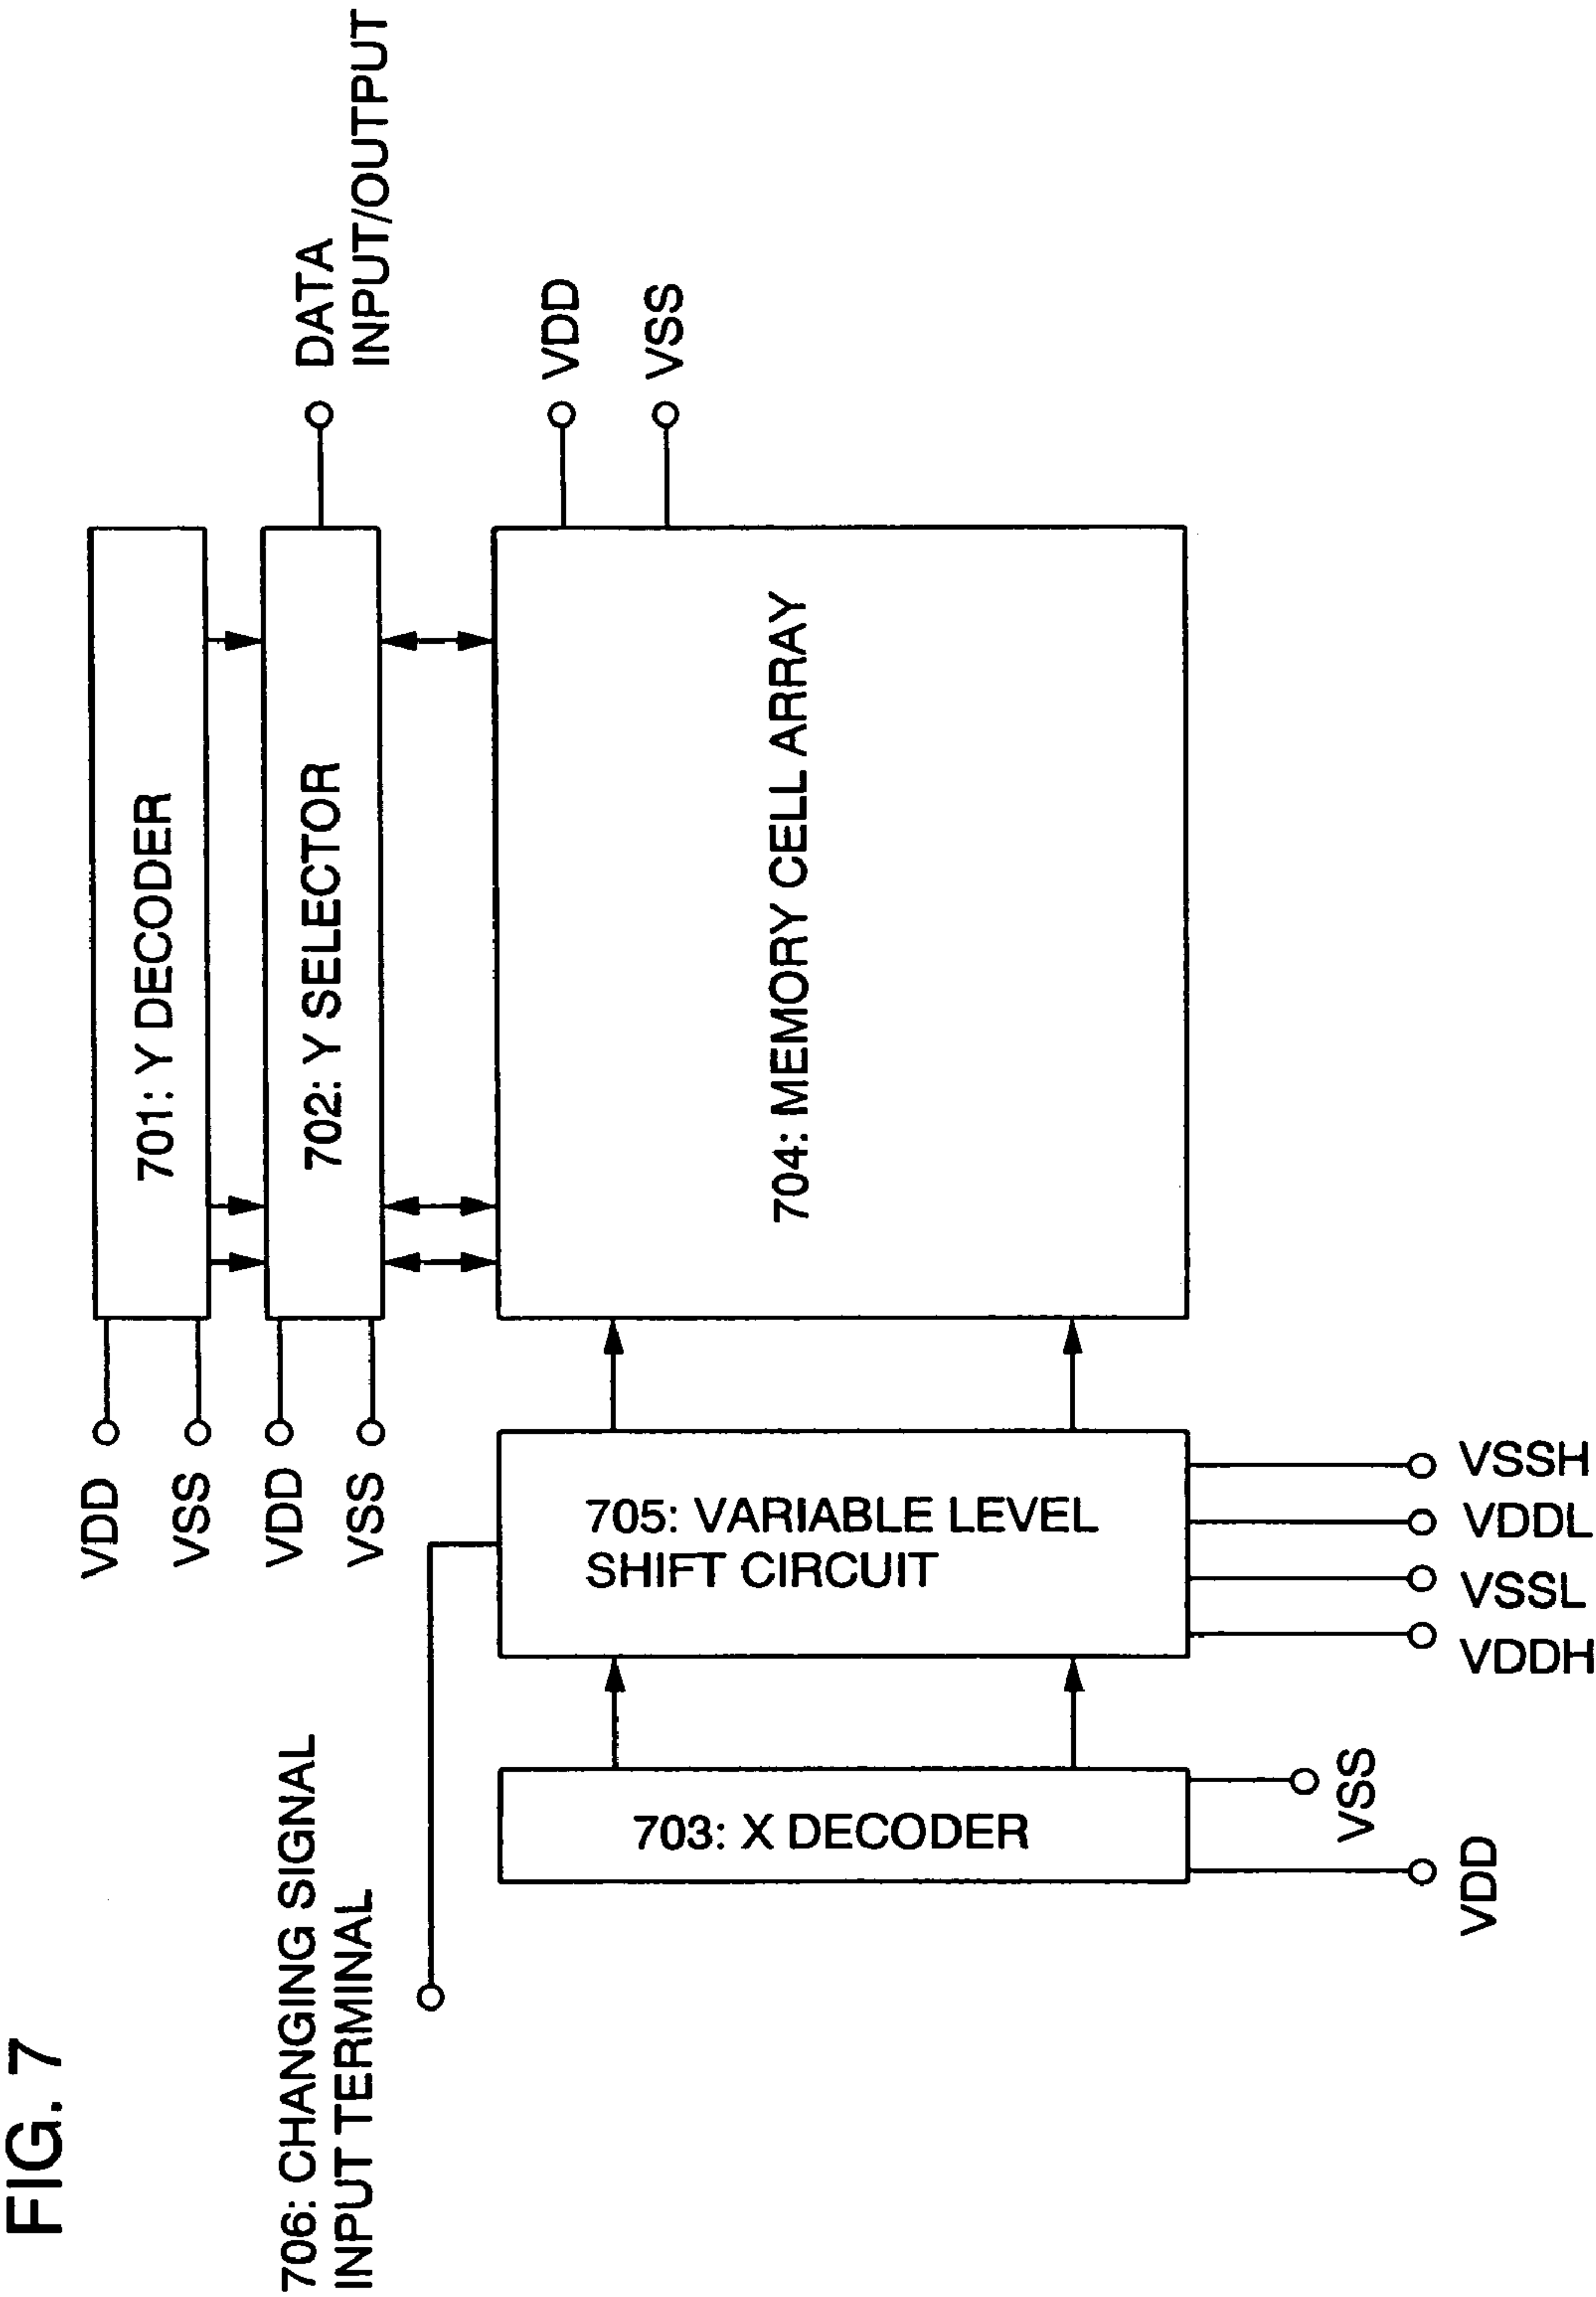 FIG. 7
706: CHANGING SIGNAL
INPUT TERMINAL
VDD
VSS
VDD
VSS
701: Y DECODER
702: Y SELECTOR
DATA
INPUT/OUTPUT
VDD
VSS
704: MEMORY CELL ARRAY
705: VARIABLE LEVEL
SHIFT CIRCUIT
703: X DECODER
VSSH
VDDL
VSSL
VDDH
VSS
VDD